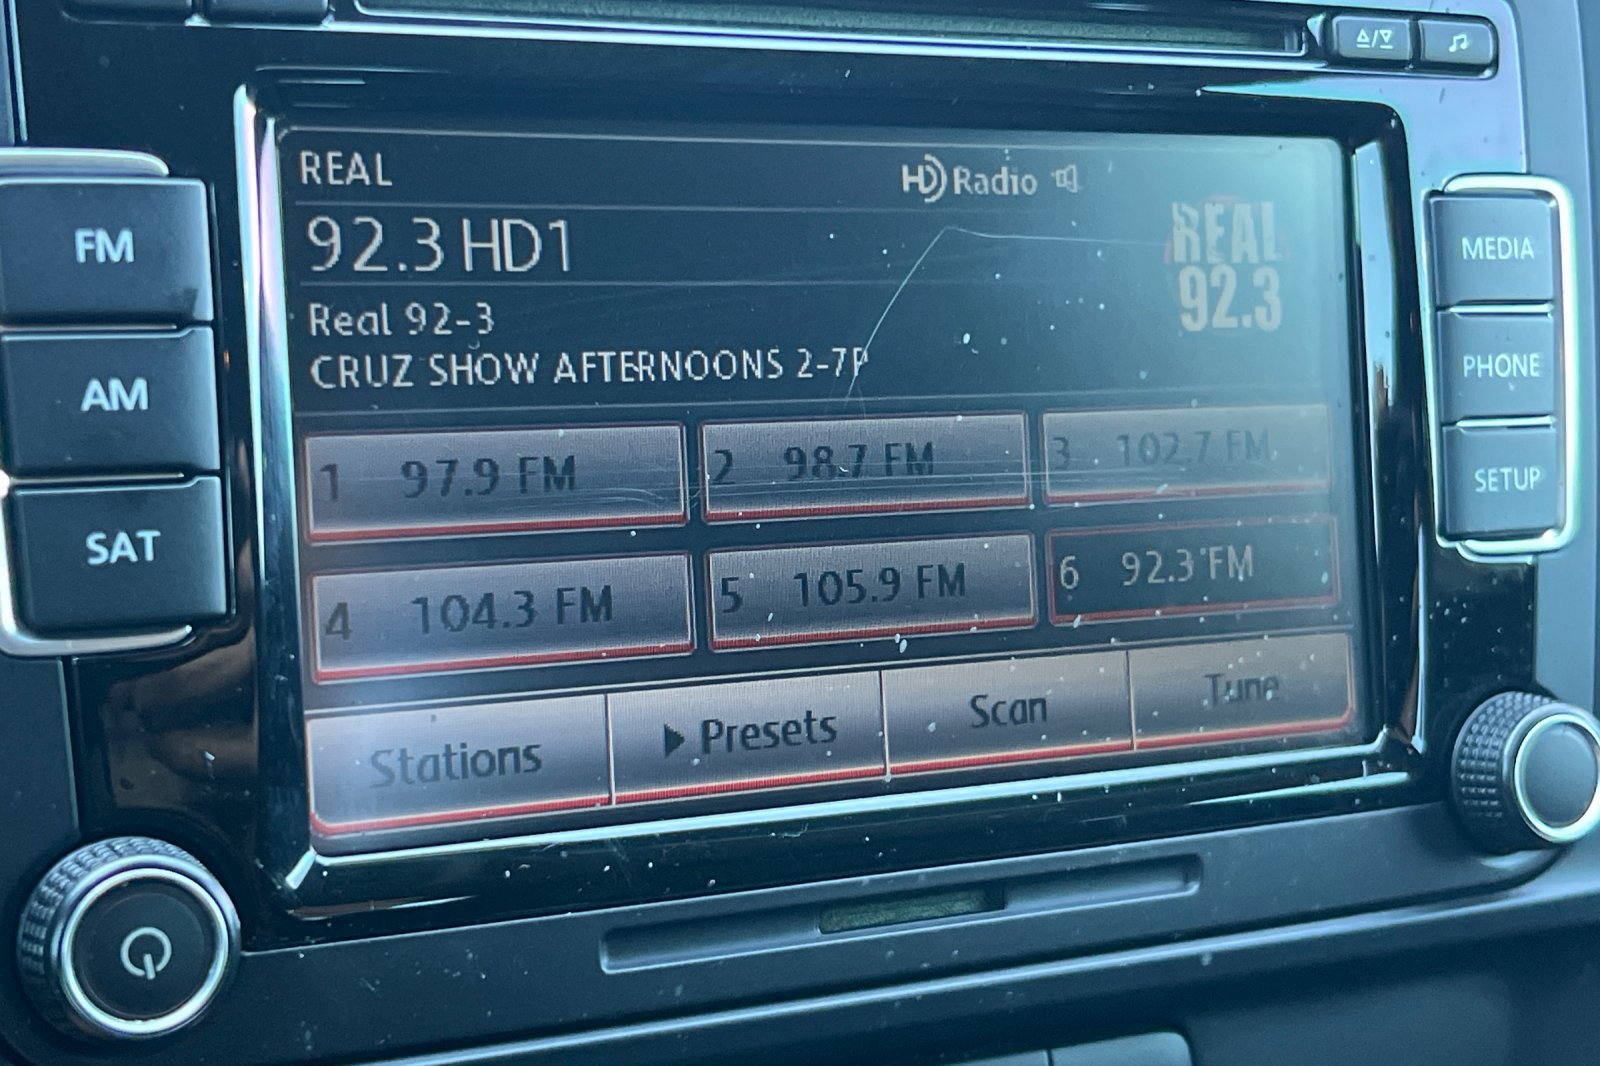 REAL
HD Radio
92.3 HD1
REAL
92.3
Real 92-3
CRUZ SHOW AFTERNOONS 2-7P
1 97.9 FM
2 98.7 FM
3 102.7 FM
4 104.3 FM
5 105.9 FM
6 92.3 FM
Stations
Presets
Scan
Tune
FM
AM
SAT
MEDIA
PHONE
SETUP